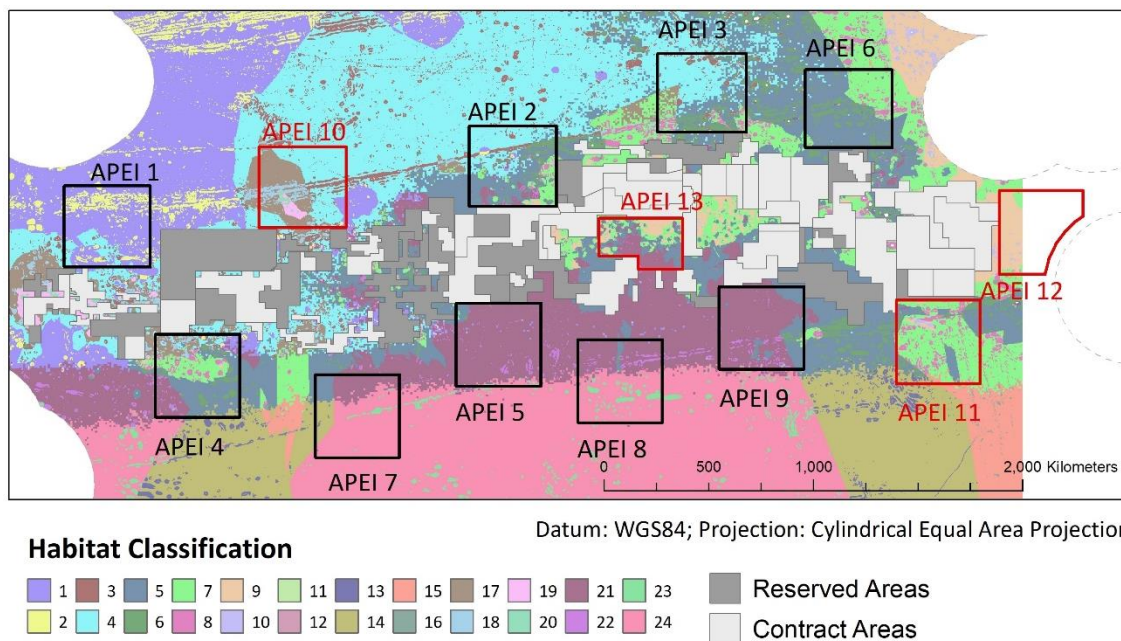 APEI 3
APEI 6
APEI 2
APEI 10
APEI 1
APEI 13
APEI 12
APEI 4
APEI 5
APEI 9
APEI 11
APEI 7
APEI 8
0 500 1,000 2,000 Kilometers
Datum: WGS84; Projection: Cylindrical Equal Area Projection
Habitat Classification
1 3 5 7 9 11 13 15 17 19 21 23
2 4 6 8 10 12 14 16 18 20 22 24
Reserved Areas
Contract Areas